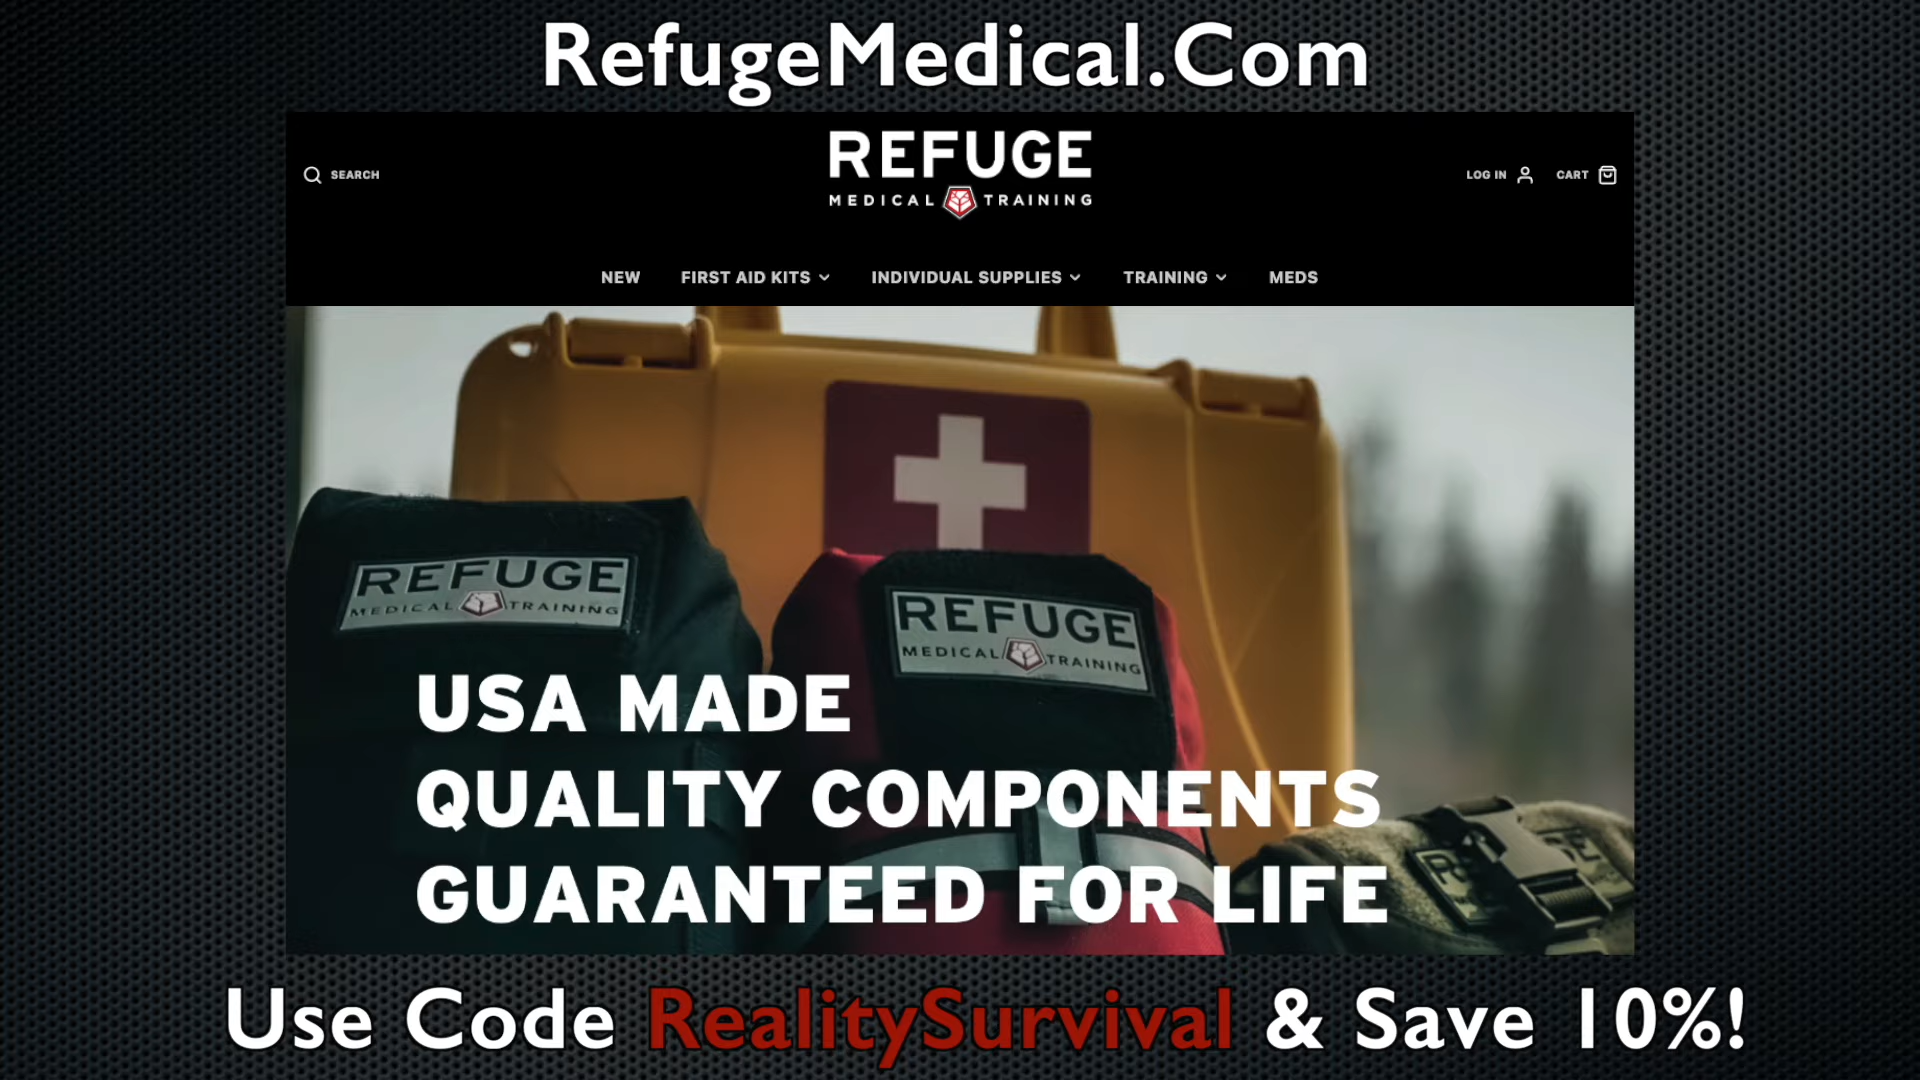 RefugeMedical.Com
SEARCH
REFUGE
MEDICAL TRAINING
LOG IN
CART
NEW
FIRST AID KITS
INDIVIDUAL SUPPLIES
TRAINING
MEDS
REFUGE
MEDICAL TRAINING
REFUGE
MEDICAL TRAINING
USA MADE
QUALITY COMPONENTS
GUARANTEED FOR LIFE
Use Code RealitySurvival & Save 10%!